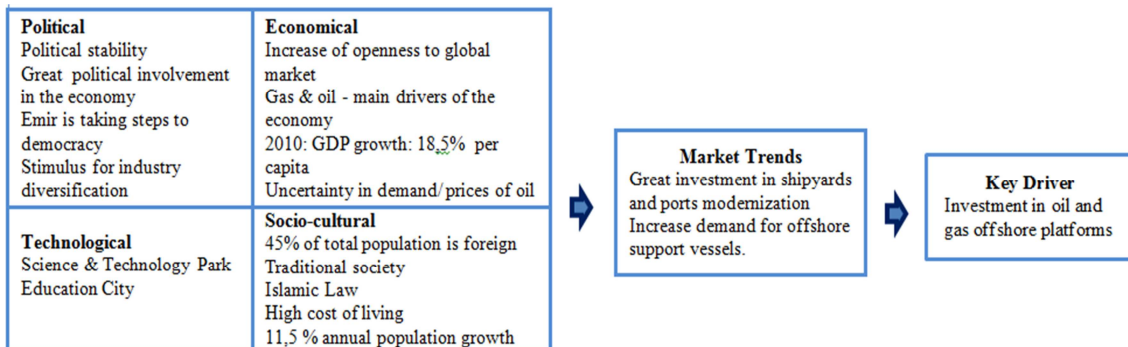 Political
Political stability
Great political involvement
in the economy
Emir is taking steps to
democracy
Stimulus for industry
diversification
Economical
Increase of openness to global
market
Gas & oil - main drivers of the
economy
2010: GDP growth: 18,5% per
capita
Uncertainty in demand/prices of oil
Technological
Science & Technology Park
Education City
Socio-cultural
45% of total population is foreign
Traditional society
Islamic Law
High cost of living
11,5 % annual population growth
Market Trends
Great investment in shipyards
and ports modernization
Increase demand for offshore
support vessels.
Key Driver
Investment in oil and
gas offshore platforms